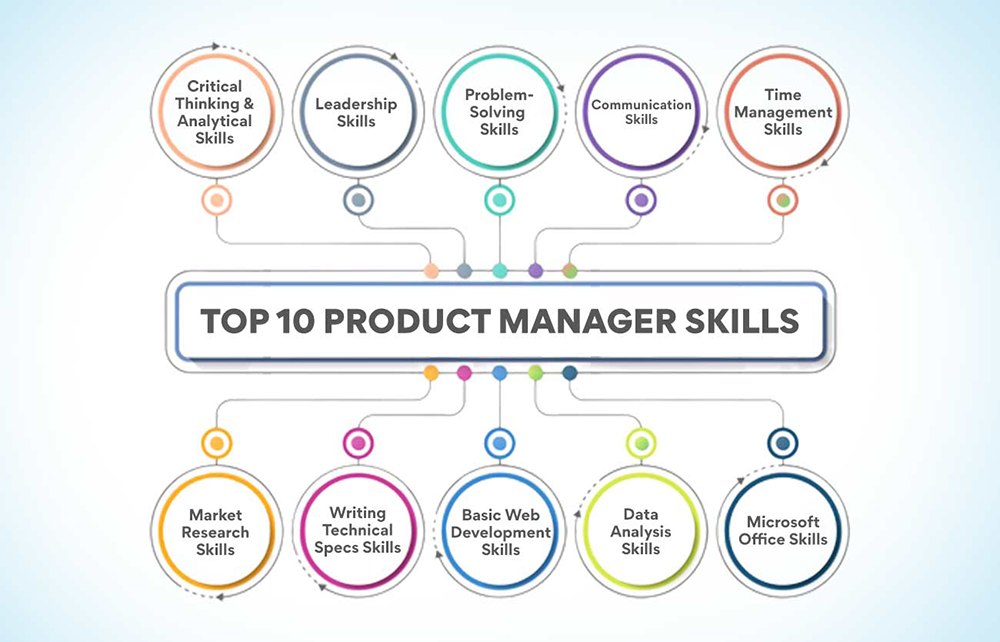 Critical
Thinking &
Analytical
Skills
Leadership
Skills
Problem-
Solving
Skills
Communication
Skills
Time
Management
Skills
TOP 10 PRODUCT MANAGER SKILLS
Market
Research
Skills
Writing
Technical
Specs Skills
Basic Web
Development
Skills
Data
Analysis
Skills
Microsoft
Office Skills